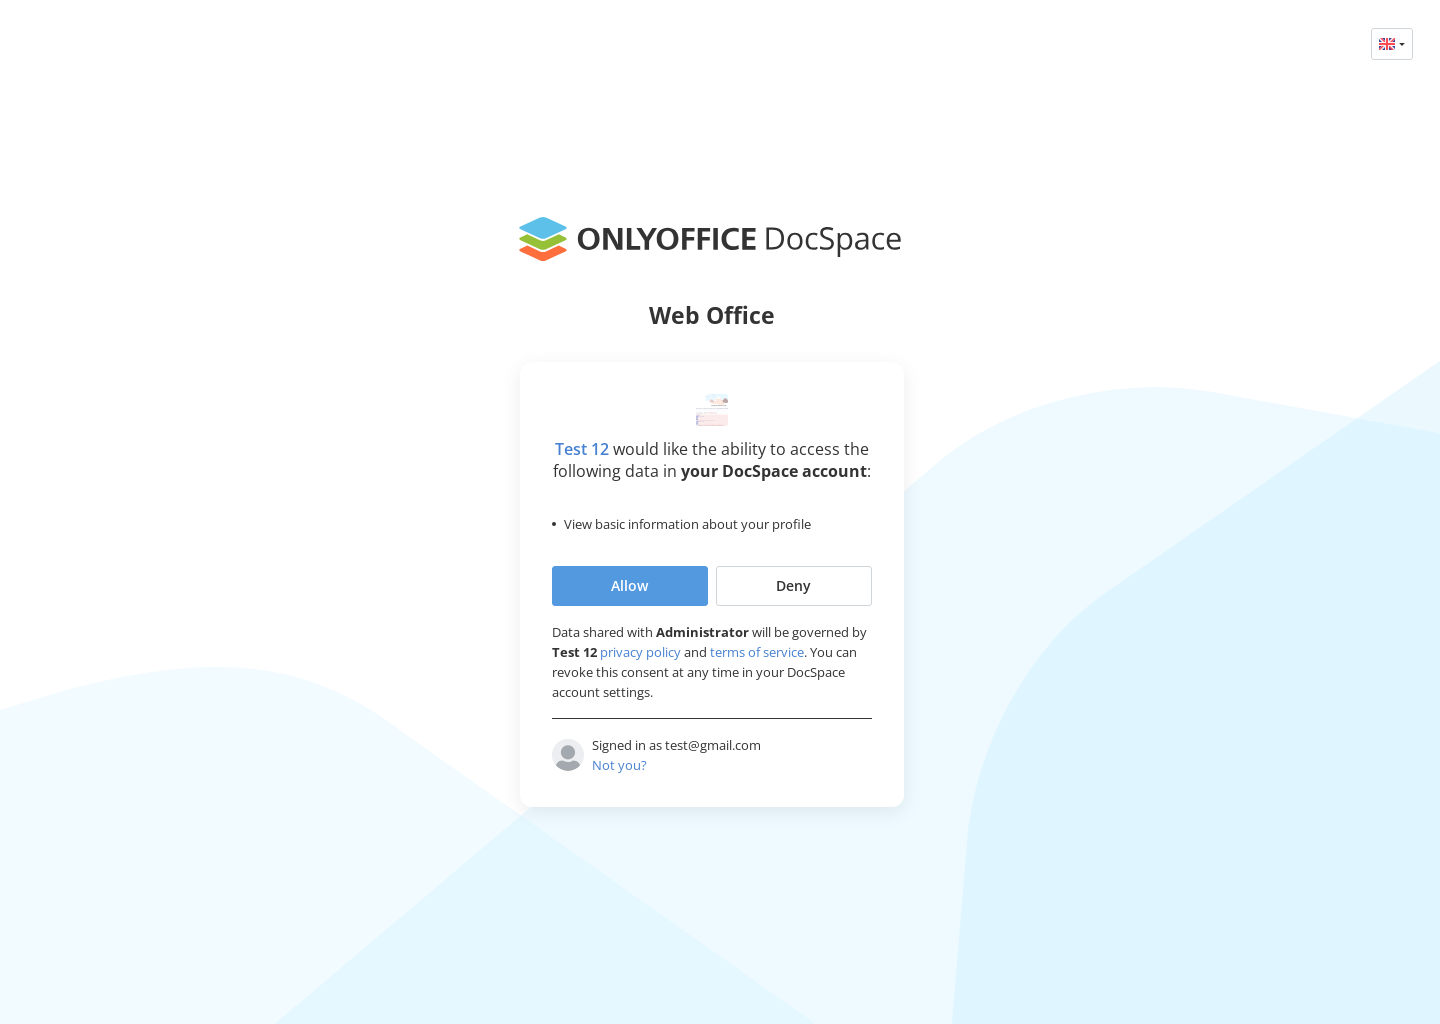 ONLYOFFICE DocSpace
Web Office
Test 12 would like the ability to access the
following data in your DocSpace account:
• View basic information about your profile
Allow
Deny
Data shared with Administrator will be governed by
Test 12 privacy policy and terms of service. You can
revoke this consent at any time in your DocSpace
account settings.
Signed in as test@gmail.com
Not you?